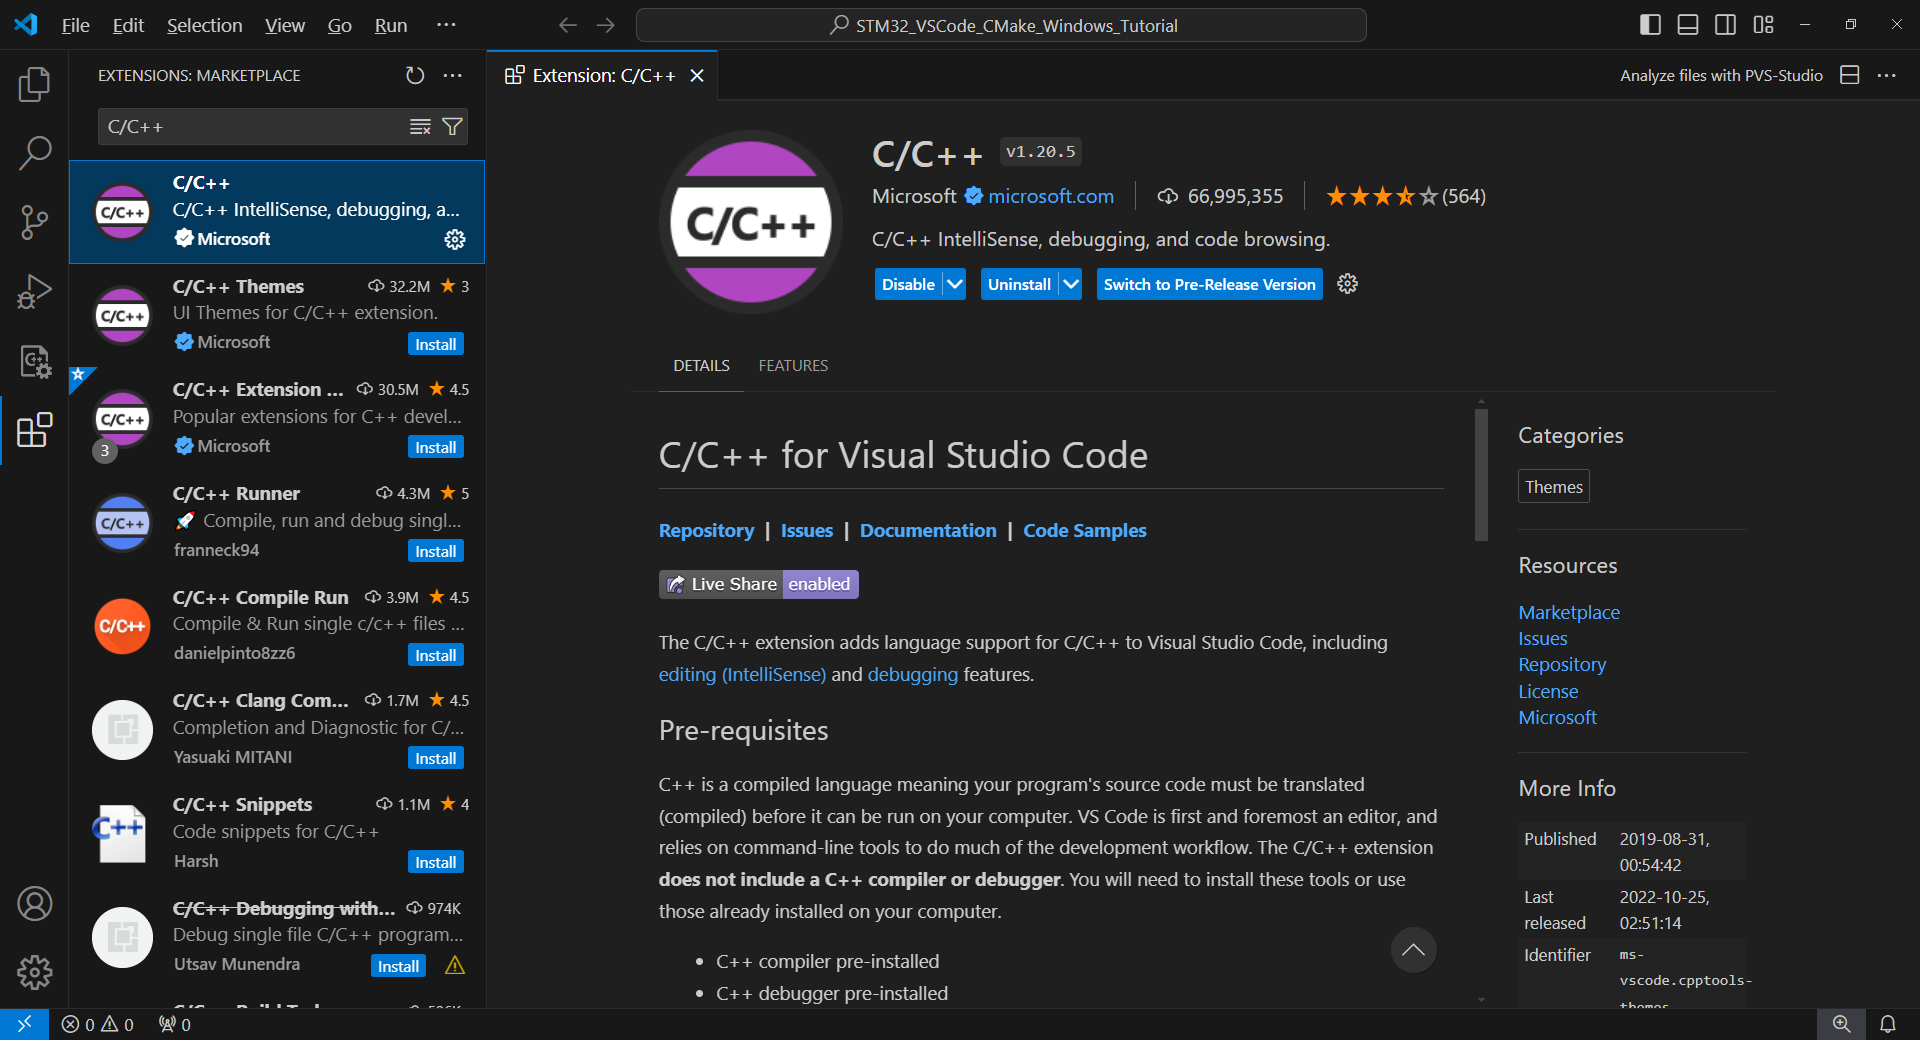 File Edit Selection View Go Run ···
STM32_VSCode_CMake_Windows_Tutorial
EXTENSIONS: MARKETPLACE
C/C++
C/C++
C/C++
C/C++ IntelliSense, debugging, a...
Microsoft
C/C++
C/C++ Themes 32.2M 3
UI Themes for C/C++ extension.
Microsoft Install
C/C++
3
C/C++ Extension ... 30.5M 4.5
Popular extensions for C++ devel...
Microsoft Install
C/C++
C/C++ Runner 4.3M 5
Compile, run and debug singl...
franneck94 Install
C/C++
C/C++ Compile Run 3.9M 4.5
Compile & Run single c/c++ files ...
danielpinto8zz6 Install
C/C++ Clang Com... 1.7M 4.5
Completion and Diagnostic for C/...
Yasuaki MITANI Install
C++
C/C++ Snippets 1.1M 4
Code snippets for C/C++
Harsh Install
C/C++ Debugging with... 974K
Debug single file C/C++ program...
Utsav Munendra Install
Extension: C/C++
Analyze files with PVS-Studio
C/C++
C/C++ v1.20.5
Microsoft microsoft.com 66,995,355 (564)
C/C++ IntelliSense, debugging, and code browsing.
Disable Uninstall Switch to Pre-Release Version
DETAILS FEATURES
C/C++ for Visual Studio Code
Repository | Issues | Documentation | Code Samples
Live Share enabled
The C/C++ extension adds language support for C/C++ to Visual Studio Code, including
editing (IntelliSense) and debugging features.
Pre-requisites
C++ is a compiled language meaning your program's source code must be translated
(compiled) before it can be run on your computer. VS Code is first and foremost an editor, and
relies on command-line tools to do much of the development workflow. The C/C++ extension
does not include a C++ compiler or debugger. You will need to install these tools or use
those already installed on your computer.
• C++ compiler pre-installed
• C++ debugger pre-installed
Categories
Themes
Resources
Marketplace
Issues
Repository
License
Microsoft
More Info
Published 2019-08-31,
00:54:42
Last 2022-10-25,
released 02:51:14
Identifier ms-
vscode.cpptools-
0 0 0